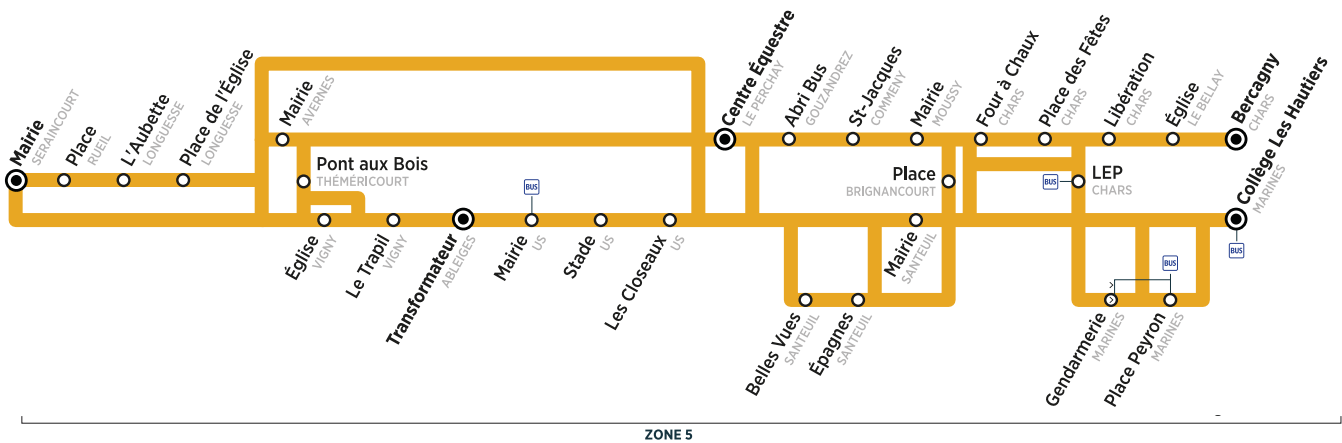 Mairie
SERAINCOURT
Place
RUEIL
L'Aubette
LONGUESSE
Place de l'Église
LONGUESSE
Mairie
AVERNES
Centre Équestre
LE PERCHAY
Abri Bus
GOUZANDREZ
St-Jacques
COMMENY
Mairie
MOUSSY
Four à Chaux
CHARS
Place des Fêtes
CHARS
Libération
CHARS
Église
LE BELLAY
Bercagny
CHARS
Pont aux Bois
THÉMÉRICOURT
Place
BRIGNANCOURT
BUS
LEP
CHARS
Collège Les Hautiers
MARINES
BUS
BUS
Église
VIGNY
Le Trapil
VIGNY
Transformateur
ABLEIGES
Mairie
US
Stade
US
Les Closeaux
US
Mairie
SANTEUIL
BUS
Belles Vues
SANTEUIL
Épagnes
SANTEUIL
Gendarmerie
MARINES
Place Peyron
MARINES
ZONE 5